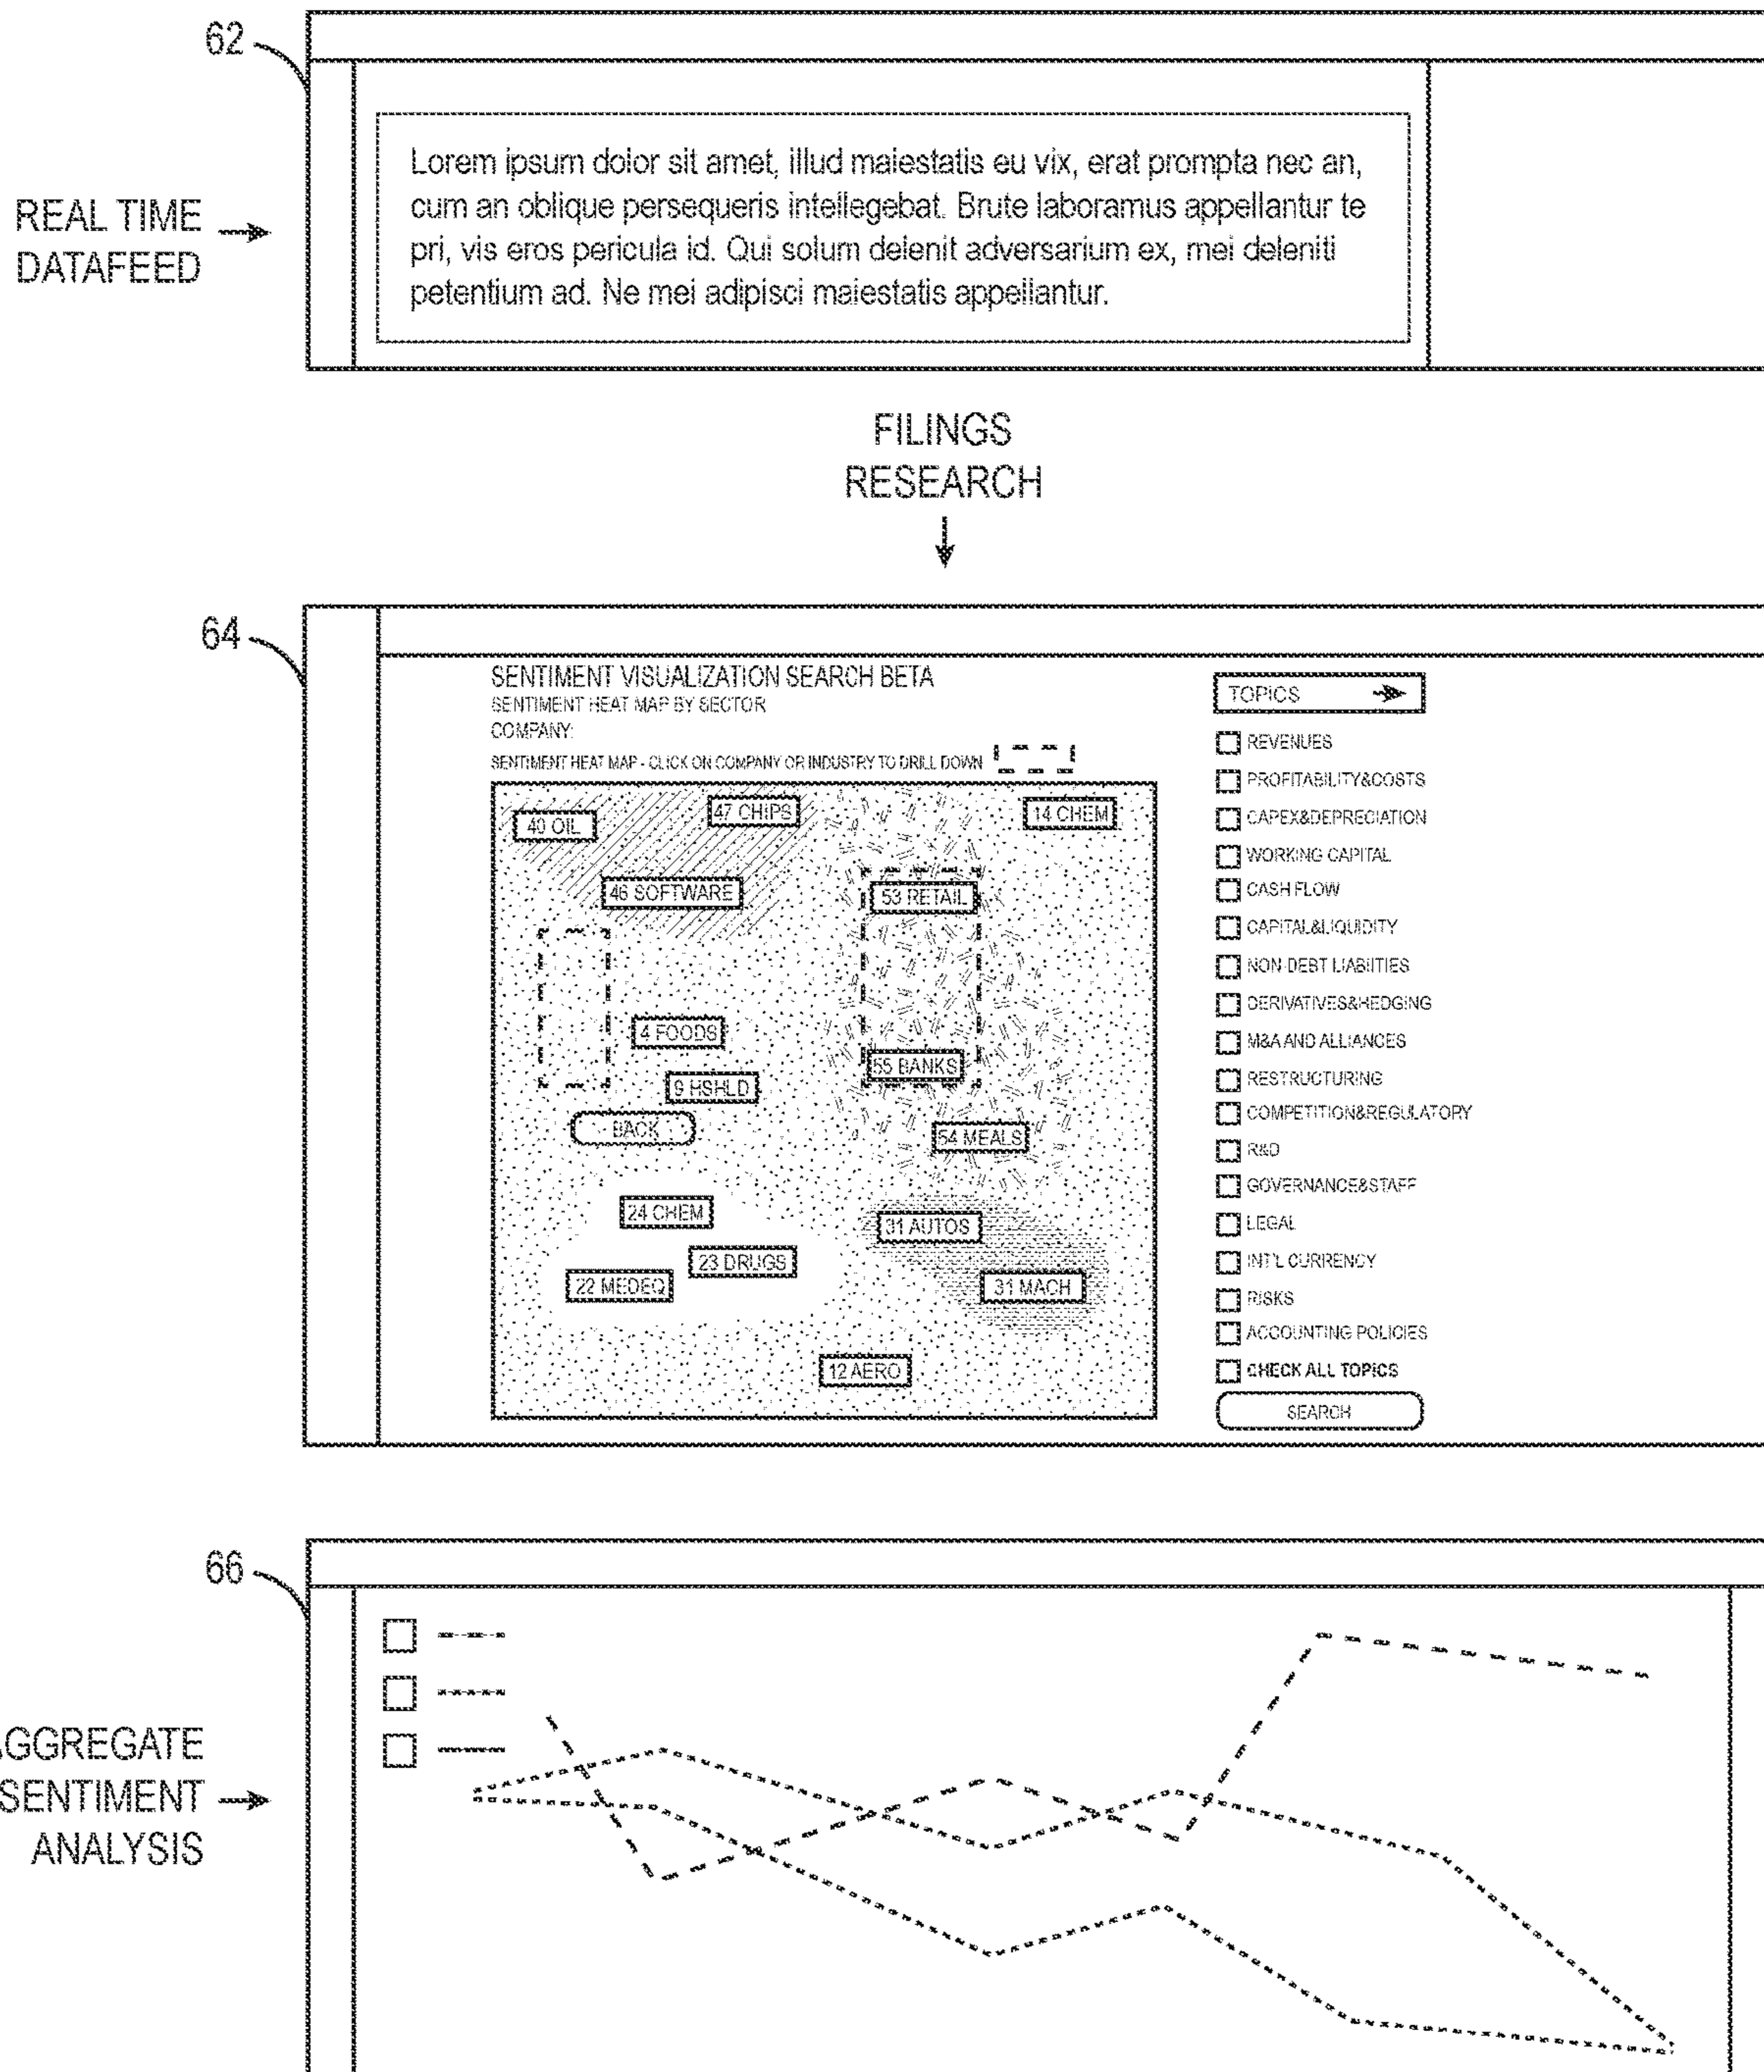 62
REAL TIME
DATAFEED
Lorem ipsum dolor sit amet, illud maiestatis eu vix, erat prompta nec an,
cum an oblique persequeris intellegebat. Brute laboramus appellantur te
pri, vis eros pericula id. Qui solum delenit adversarium ex, mei deleniti
petentium ad. Ne mei adipisci maiestatis appellantur.
FILINGS
RESEARCH
64
SENTIMENT VISUALIZATION SEARCH BETA
SENTIMENT HEAT MAP BY SECTOR
COMPANY:
SENTIMENT HEAT MAP - CLICK ON COMPANY OR INDUSTRY TO DRILL DOWN
40 OIL
47 CHIPS
14 CHEM
46 SOFTWARE
53 RETAIL
4 FOODS
55 BANKS
9 HSHLD
BACK
54 MEALS
24 CHEM
31 AUTOS
23 DRUGS
22 MEDEQ
31 MACH
12 AERO
TOPICS
REVENUES
PROFITABILITY&COSTS
CAPEX&DEPRECIATION
WORKING CAPITAL
CASH FLOW
CAPITAL&LIQUIDITY
NON-DEBT LIABIITIES
DERIVATIVES&HEDGING
M&A AND ALLIANCES
RESTRUCTURING
COMPETITION&REGULATORY
R&D
GOVERNANCE&STAFF
LEGAL
INT'L CURRENCY
RISKS
ACCOUNTING POLICIES
CHECK ALL TOPICS
SEARCH
66
AGGREGATE
SENTIMENT
ANALYSIS